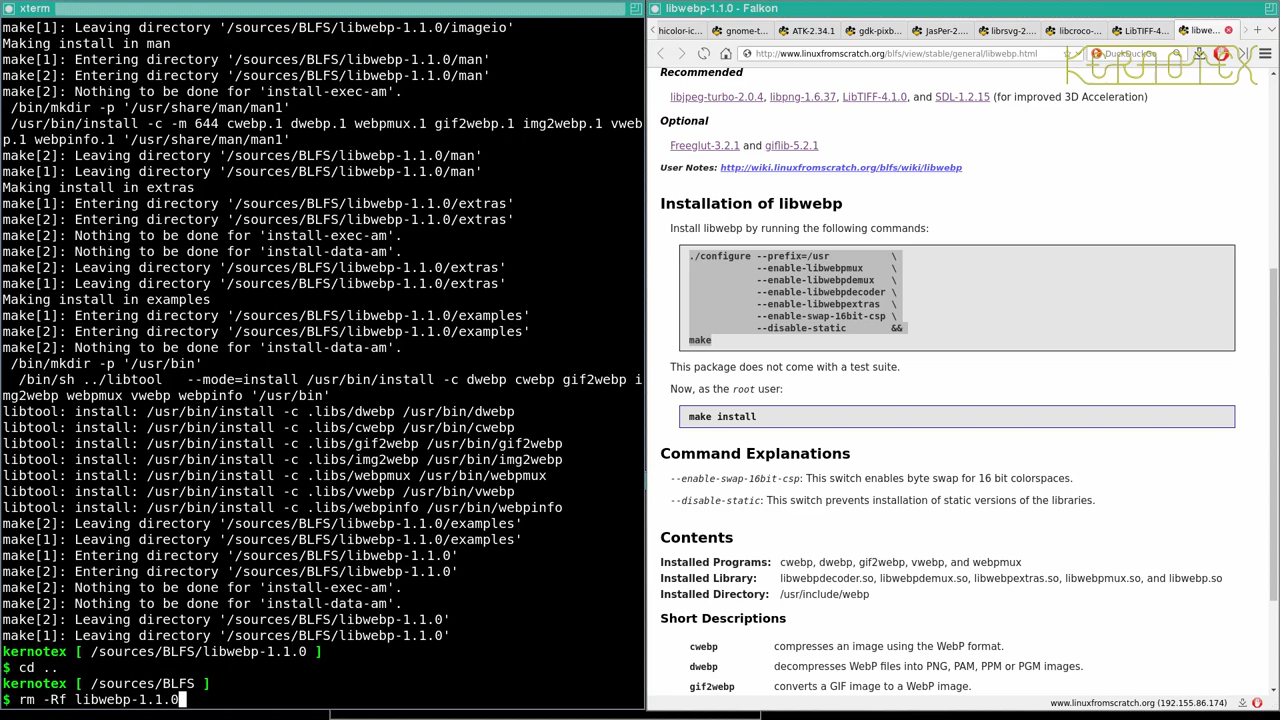 xterm
make[1]: Leaving directory '/sources/BLFS/libwebp-1.1.0/imageio'
Making install in man
make[1]: Entering directory '/sources/BLFS/libwebp-1.1.0/man'
make[2]: Entering directory '/sources/BLFS/libwebp-1.1.0/man'
make[2]: Nothing to be done for 'install-exec-am'.
 /bin/mkdir -p '/usr/share/man/man1'
 /usr/bin/install -c -m 644 cwebp.1 dwebp.1 webpmux.1 gif2webp.1 img2webp.1 vweb
p.1 webpinfo.1 '/usr/share/man/man1'
make[2]: Leaving directory '/sources/BLFS/libwebp-1.1.0/man'
make[1]: Leaving directory '/sources/BLFS/libwebp-1.1.0/man'
Making install in extras
make[1]: Entering directory '/sources/BLFS/libwebp-1.1.0/extras'
make[2]: Entering directory '/sources/BLFS/libwebp-1.1.0/extras'
make[2]: Nothing to be done for 'install-exec-am'.
make[2]: Nothing to be done for 'install-data-am'.
make[2]: Leaving directory '/sources/BLFS/libwebp-1.1.0/extras'
make[1]: Leaving directory '/sources/BLFS/libwebp-1.1.0/extras'
Making install in examples
make[1]: Entering directory '/sources/BLFS/libwebp-1.1.0/examples'
make[2]: Entering directory '/sources/BLFS/libwebp-1.1.0/examples'
make[2]: Nothing to be done for 'install-data-am'.
 /bin/mkdir -p '/usr/bin'
  /bin/sh ../libtool   --mode=install /usr/bin/install -c dwebp cwebp gif2webp i
mg2webp webpmux vwebp webpinfo '/usr/bin'
libtool: install: /usr/bin/install -c .libs/dwebp /usr/bin/dwebp
libtool: install: /usr/bin/install -c .libs/cwebp /usr/bin/cwebp
libtool: install: /usr/bin/install -c .libs/gif2webp /usr/bin/gif2webp
libtool: install: /usr/bin/install -c .libs/img2webp /usr/bin/img2webp
libtool: install: /usr/bin/install -c .libs/webpmux /usr/bin/webpmux
libtool: install: /usr/bin/install -c .libs/vwebp /usr/bin/vwebp
libtool: install: /usr/bin/install -c .libs/webpinfo /usr/bin/webpinfo
make[2]: Leaving directory '/sources/BLFS/libwebp-1.1.0/examples'
make[1]: Leaving directory '/sources/BLFS/libwebp-1.1.0/examples'
make[1]: Entering directory '/sources/BLFS/libwebp-1.1.0'
make[2]: Entering directory '/sources/BLFS/libwebp-1.1.0'
make[2]: Nothing to be done for 'install-exec-am'.
make[2]: Nothing to be done for 'install-data-am'.
make[2]: Leaving directory '/sources/BLFS/libwebp-1.1.0'
make[1]: Leaving directory '/sources/BLFS/libwebp-1.1.0'
kernotex [ /sources/BLFS/libwebp-1.1.0 ]
$ cd ..
kernotex [ /sources/BLFS ]
$ rm -Rf libwebp-1.1.0
libwebp-1.1.0 - Falkon
hicolor-ic... gnome-t... ATK-2.34.1 gdk-pixb... JasPer-2.... librsvg-2.... libcroco-... LibTIFF-4.... libwe...
http://www.linuxfromscratch.org/blfs/view/stable/general/libwebp.html DuckDuckGo
KERNOTEX
Recommended
libjpeg-turbo-2.0.4, libpng-1.6.37, LibTIFF-4.1.0, and SDL-1.2.15 (for improved 3D Acceleration)
Optional
Freeglut-3.2.1 and giflib-5.2.1
User Notes: http://wiki.linuxfromscratch.org/blfs/wiki/libwebp
Installation of libwebp
Install libwebp by running the following commands:
./configure --prefix=/usr           \
            --enable-libwebpmux     \
            --enable-libwebpdemux   \
            --enable-libwebpdecoder \
            --enable-libwebpextras  \
            --enable-swap-16bit-csp \
            --disable-static        &&
make
This package does not come with a test suite.
Now, as the root user:
make install
Command Explanations
--enable-swap-16bit-csp: This switch enables byte swap for 16 bit colorspaces.
--disable-static: This switch prevents installation of static versions of the libraries.
Contents
Installed Programs: cwebp, dwebp, gif2webp, vwebp, and webpmux
Installed Library: libwebpdecoder.so, libwebpdemux.so, libwebpextras.so, libwebpmux.so, and libwebp.so
Installed Directory: /usr/include/webp
Short Descriptions
cwebp compresses an image using the WebP format.
dwebp decompresses WebP files into PNG, PAM, PPM or PGM images.
gif2webp converts a GIF image to a WebP image.
www.linuxfromscratch.org (192.155.86.174)